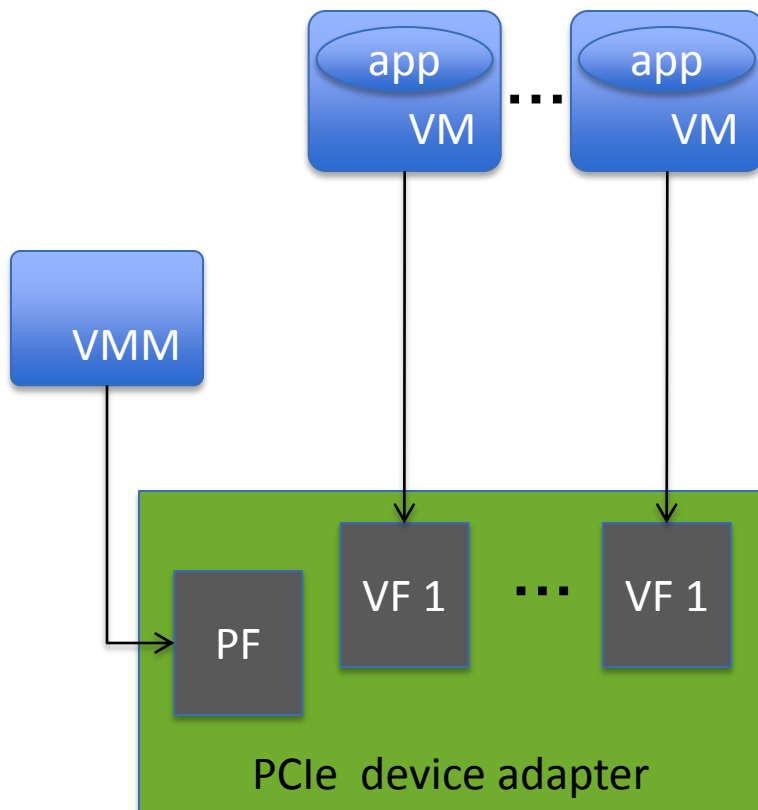 app
VM
...
app
VM
VMM
PF
VF 1
...
VF 1
PCIe device adapter